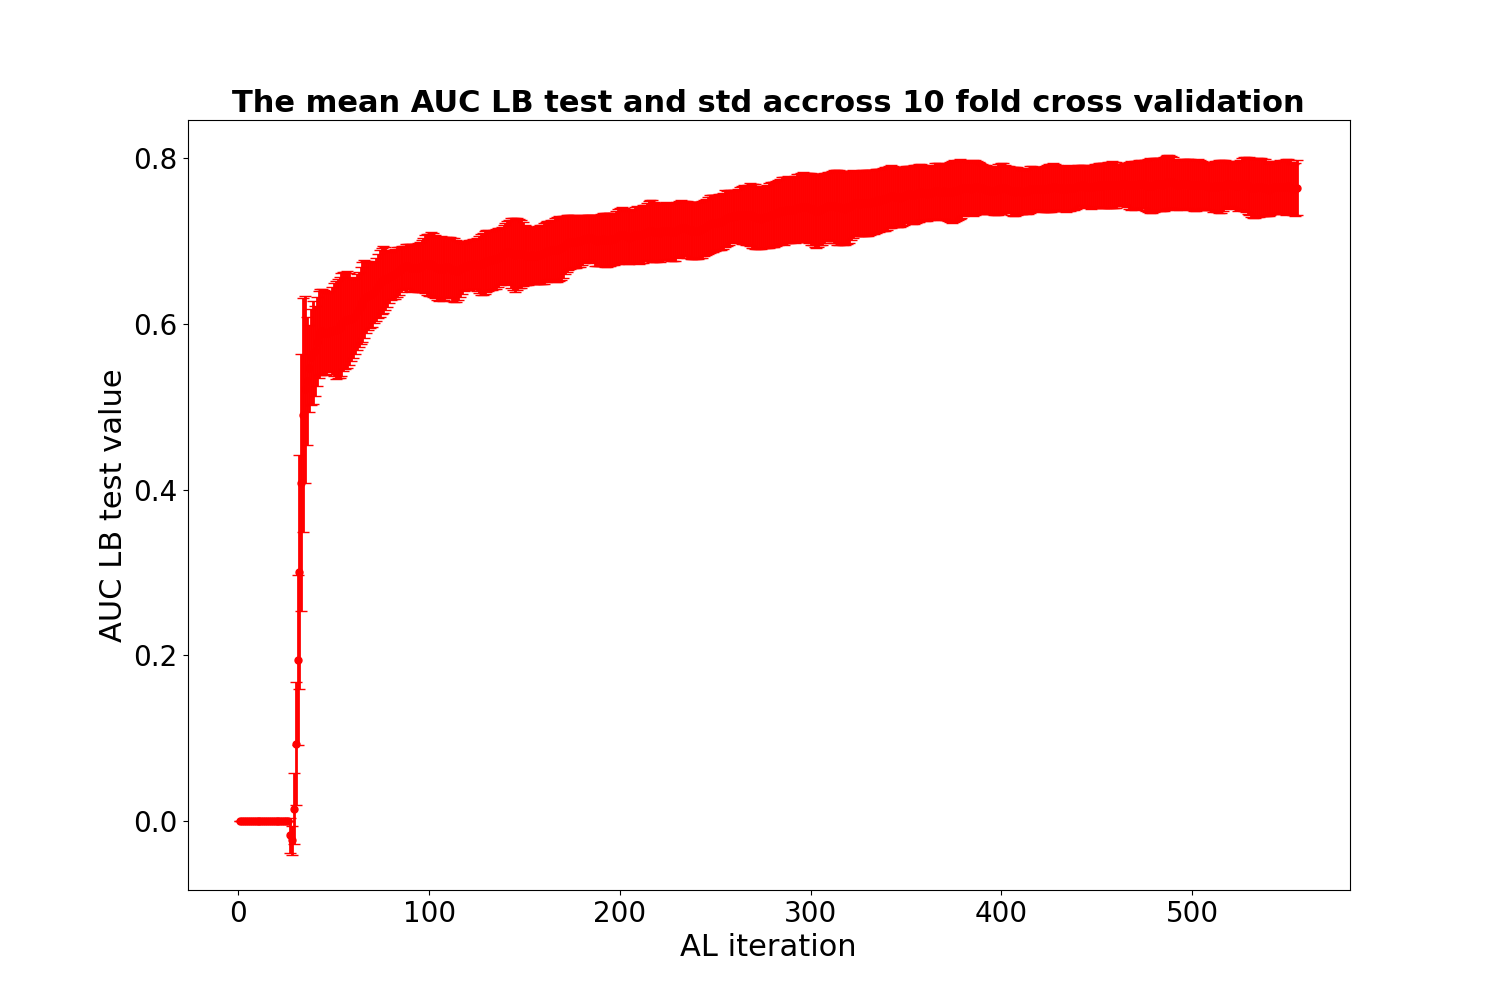 The mean AUC LB test and std accross 10 fold cross validation
0.8
0.6
0.4
0.2
0.0
AUC LB test value
0 100 200 300 400 500
AL iteration